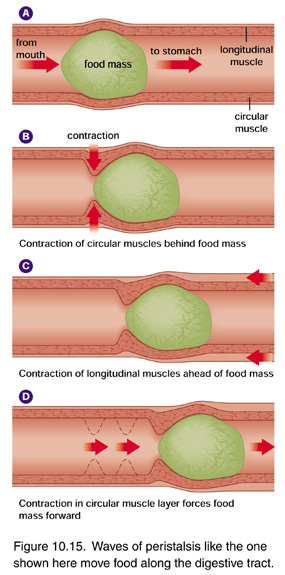 A
from
mouth
food mass
to stomach
longitudinal
muscle
circular
muscle
B
contraction
Contraction of circular muscles behind food mass
C
Contraction of longitudinal muscles ahead of food mass
D
Contraction in circular muscle layer forces food
mass forward
Figure 10.15. Waves of peristalsis like the one
shown here move food along the digestive tract.